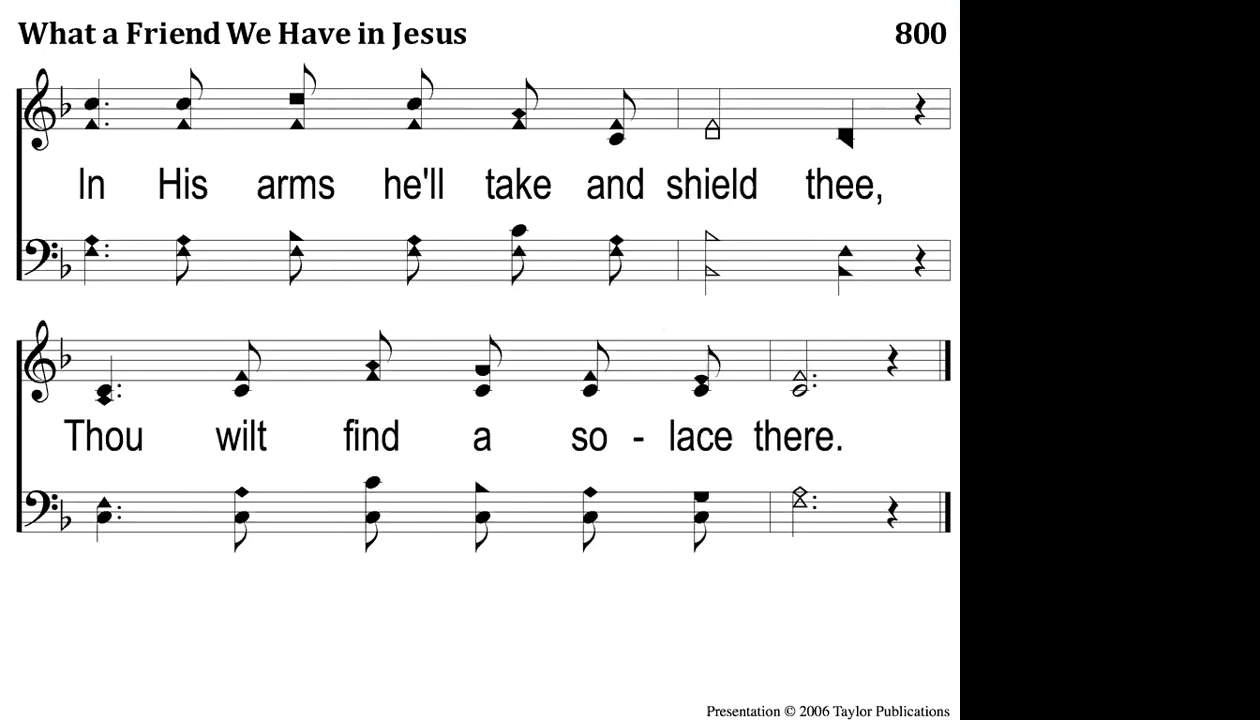 What a Friend We Have in Jesus 800
In His arms he'll take and shield thee,
Thou wilt find a so - lace there.
Presentation © 2006 Taylor Publications